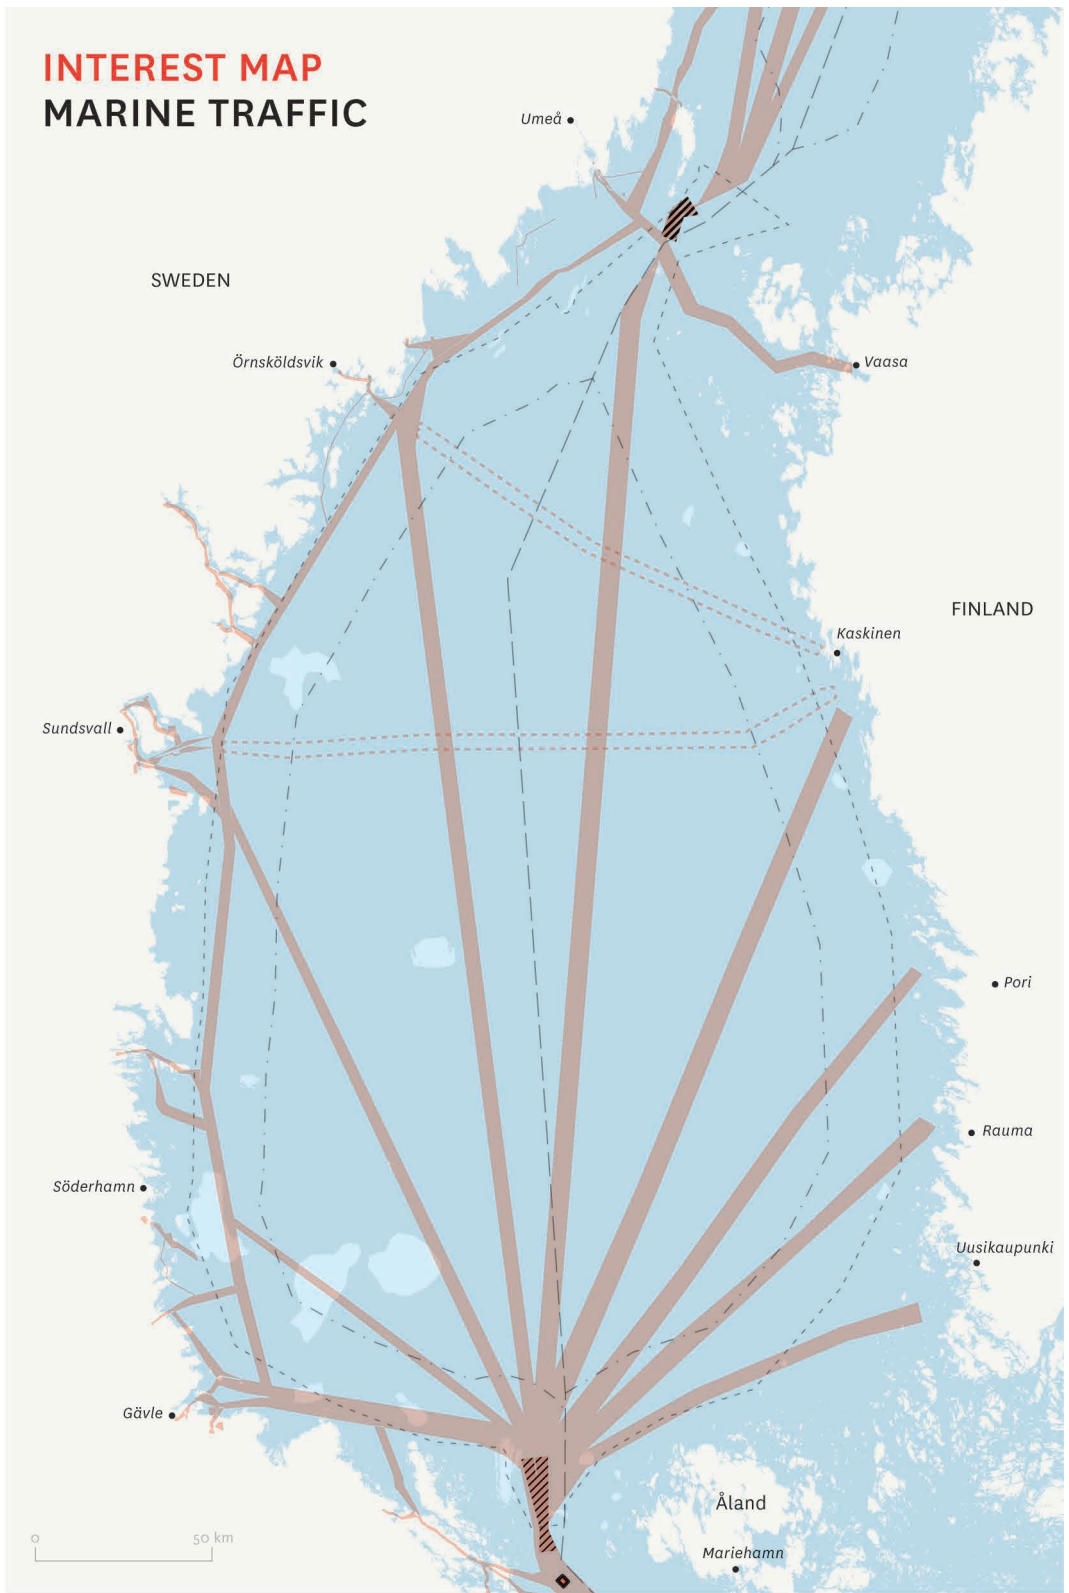 INTEREST MAP
MARINE TRAFFIC
Umeå
SWEDEN
Örnsköldsvik
Vaasa
FINLAND
Kaskinen
Sundsvall
Pori
Rauma
Söderhamn
Uusikaupunki
Gävle
Åland
Mariehamn
0 50 km